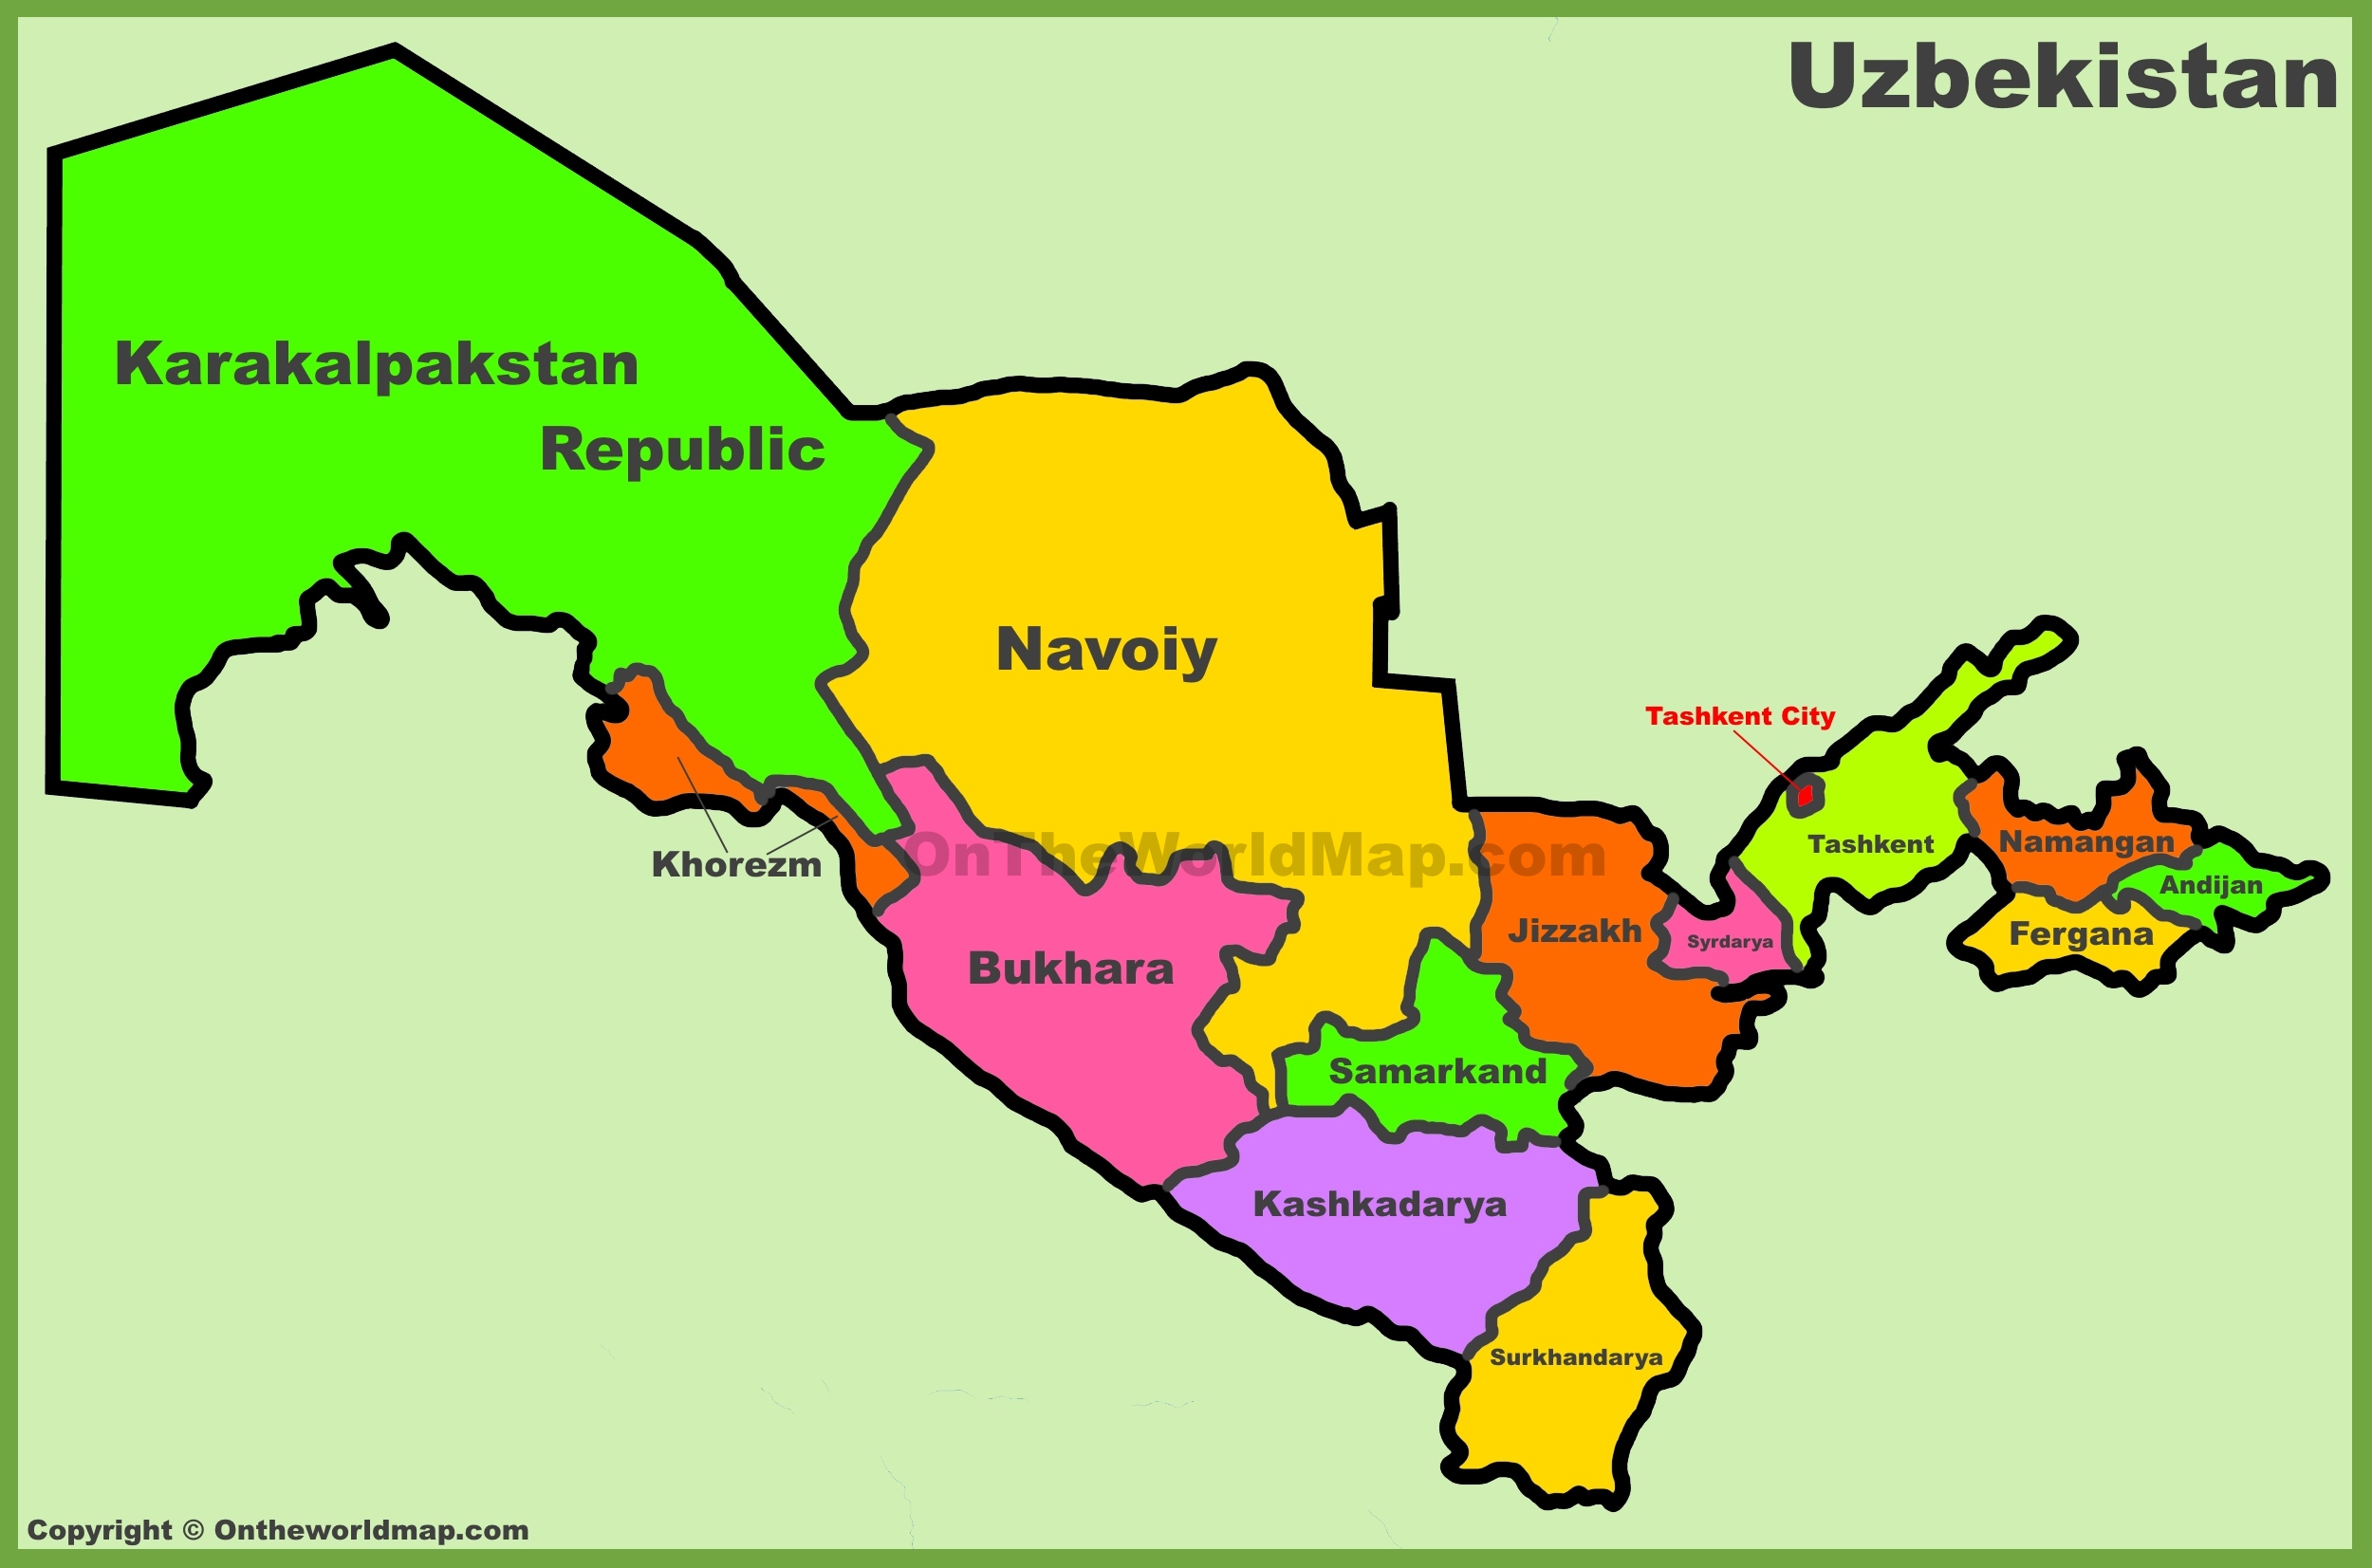 Uzbekistan
Karakalpakstan
Republic
Navoiy
Tashkent City
Tashkent
Namangan
Khorezm
OnTheWorldMap.com
Andijan
Jizzakh
Syrdarya
Fergana
Bukhara
Samarkand
Kashkadarya
Surkhandarya
Copyright © Ontheworldmap.com